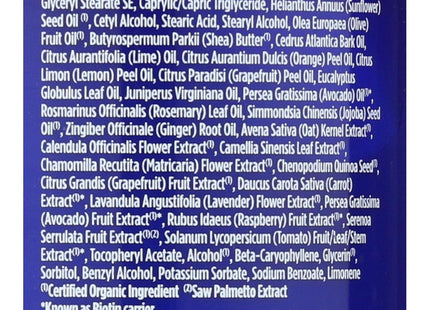 Glyceryl Stearate SE, Caprylic/Capric Triglyceride, Helianthus Annuus (Sunflower)
Seed Oil ⁽¹⁾, Cetyl Alcohol, Stearic Acid, Stearyl Alcohol, Olea Europaea (Olive)
Fruit Oil⁽¹⁾, Butyrospermum Parkii (Shea) Butter⁽¹⁾, Cedrus Atlantica Bark Oil,
Citrus Aurantifolia (Lime) Oil, Citrus Aurantium Dulcis (Orange) Peel Oil, Citrus
Limon (Lemon) Peel Oil, Citrus Paradisi (Grapefruit) Peel Oil, Eucalyptus
Globulus Leaf Oil, Juniperus Virginiana Oil, Persea Gratissima (Avocado) Oil⁽¹⁾*,
Rosmarinus Officinalis (Rosemary) Leaf Oil, Simmondsia Chinensis (Jojoba) Seed
Oil⁽¹⁾, Zingiber Officinale (Ginger) Root Oil, Avena Sativa (Oat) Kernel Extract⁽¹⁾,
Calendula Officinalis Flower Extract⁽¹⁾, Camellia Sinensis Leaf Extract⁽¹⁾,
Chamomilla Recutita (Matricaria) Flower Extract⁽¹⁾, Chenopodium Quinoa Seed⁽¹⁾,
Citrus Grandis (Grapefruit) Fruit Extract⁽¹⁾, Daucus Carota Sativa (Carrot)
Extract⁽¹⁾*, Lavandula Angustifolia (Lavender) Flower Extract⁽¹⁾, Persea Gratissima
(Avocado) Fruit Extract⁽¹⁾*, Rubus Idaeus (Raspberry) Fruit Extract⁽¹⁾*, Serenoa
Serrulata Fruit Extract⁽¹⁾⁽²⁾, Solanum Lycopersicum (Tomato) Fruit/Leaf/Stem
Extract⁽¹⁾*, Tocopheryl Acetate, Alcohol⁽¹⁾, Beta-Caryophyllene, Glycerin⁽¹⁾,
Sorbitol, Benzyl Alcohol, Potassium Sorbate, Sodium Benzoate, Limonene
⁽¹⁾Certified Organic Ingredient ⁽²⁾Saw Palmetto Extract
*Known as Biotin carrier